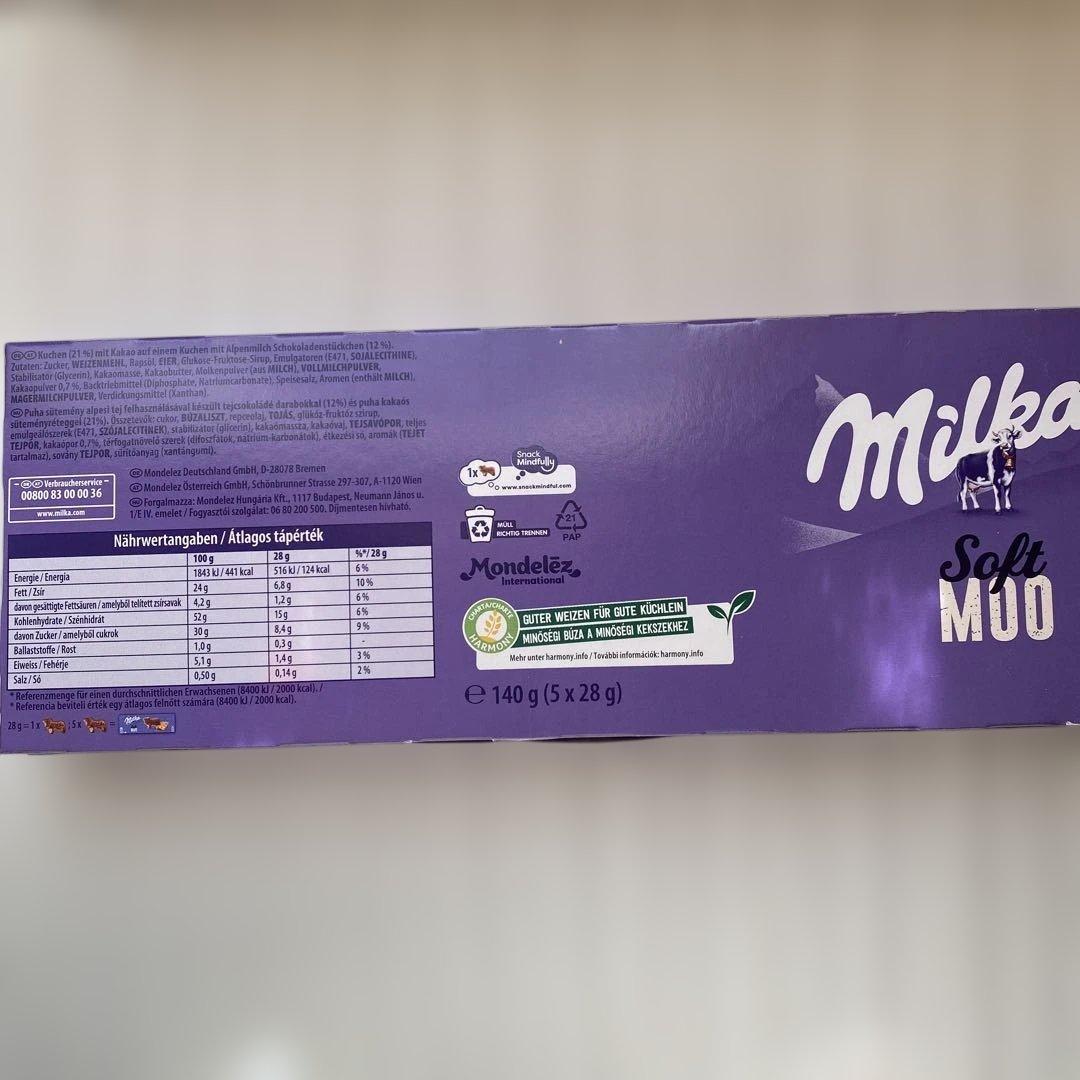 DE AT Kuchen (21 %) mit Kakao auf einem Kuchen mit Alpenmilch Schokoladenstückchen (12 %).
Zutaten: Zucker, WEIZENMEHL, Rapsöl, EIER, Glukose-Fruktose-Sirup, Emulgatoren (E471, SOJALECITHINE),
Stabilisator (Glycerin), Kakaomasse, Kakaobutter, Molkenpulver (aus MILCH), VOLLMILCHPULVER,
Kakaopulver 0,7 %, Backtriebmittel (Diphosphate, Natriumcarbonate), Speisesalz, Aromen (enthält MILCH),
MAGERMILCHPULVER, Verdickungsmittel (Xanthan).
HU Puha sütemény alpesi tej felhasználásával készült tejcsokoládé darabokkal (12%) és puha kakaós
süteményréteggel (21%). Összetevők: cukor, BÚZALISZT, repceolaj, TOJÁS, glükóz-fruktóz szirup,
emulgeálószerek (E471, SZÓJALECITINEK), stabilizátor (glicerin), kakaómassza, kakaóvaj, TEJSAVÓPOR, teljes
TEJPOR, kakaópor 0,7%, térfogatnövelő szerek (difoszfátok, nátrium-karbonátok), étkezési só, aromák (TEJET
tartalmaz), sovány TEJPOR, sűrítőanyag (xantángumi).
DE AT Verbraucherservice
00800 83 00 00 36
www.milka.com
DE Mondelez Deutschland GmbH, D-28078 Bremen
AT Mondelez Österreich GmbH, Schönbrunner Strasse 297-307, A-1120 Wien
HU Forgalmazza: Mondelez Hungária Kft., 1117 Budapest, Neumann János u.
1/E IV. emelet / Fogyasztói szolgálat: 06 80 200 500. Díjmentesen hívható.
Nährwertangaben / Átlagos tápérték
100 g 28 g %*/ 28 g
Energie / Energia 1843 kJ / 441 kcal 516 kJ / 124 kcal 6 %
Fett / Zsír 24 g 6,8 g 10 %
davon gesättigte Fettsäuren / amelyből telített zsírsavak 4,2 g 1,2 g 6 %
Kohlenhydrate / Szénhidrát 52 g 15 g 6 %
davon Zucker / amelyből cukrok 30 g 8,4 g 9 %
Ballaststoffe / Rost 1,0 g 0,3 g -
Eiweiss / Fehérje 5,1 g 1,4 g 3 %
Salz / Só 0,50 g 0,14 g 2 %
* Referenzmenge für einen durchschnittlichen Erwachsenen (8400 kJ / 2000 kcal). /
* Referencia beviteli érték egy átlagos felnőtt számára (8400 kJ / 2000 kcal).
28 g = 1 x ; 5 x =
1x
Snack
Mindfully
www.snackmindful.com
MÜLL
RICHTIG TRENNEN
21
PAP
Mondelēz
International
CHARTA/CHARTE
HARMONY
GUTER WEIZEN FÜR GUTE KÜCHLEIN
MINŐSÉGI BÚZA A MINŐSÉGI KEKSZEKHEZ
Mehr unter harmony.info / További információk: harmony.info
e 140 g (5 x 28 g)
Milka
Soft
MOO